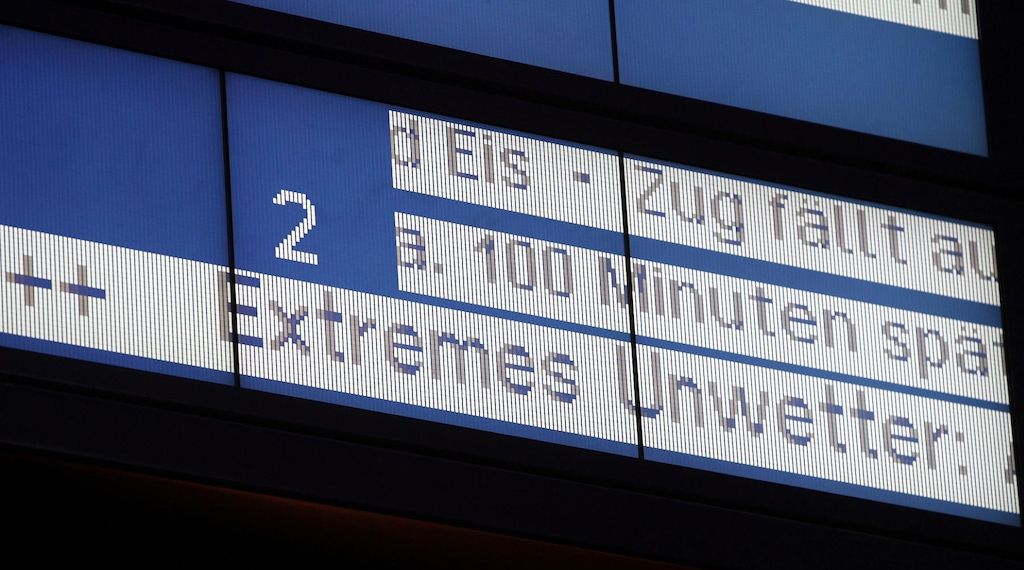 d Eis - Zug fällt au
2
a. 100 Minuten spä
++ Extremes Unwetter: